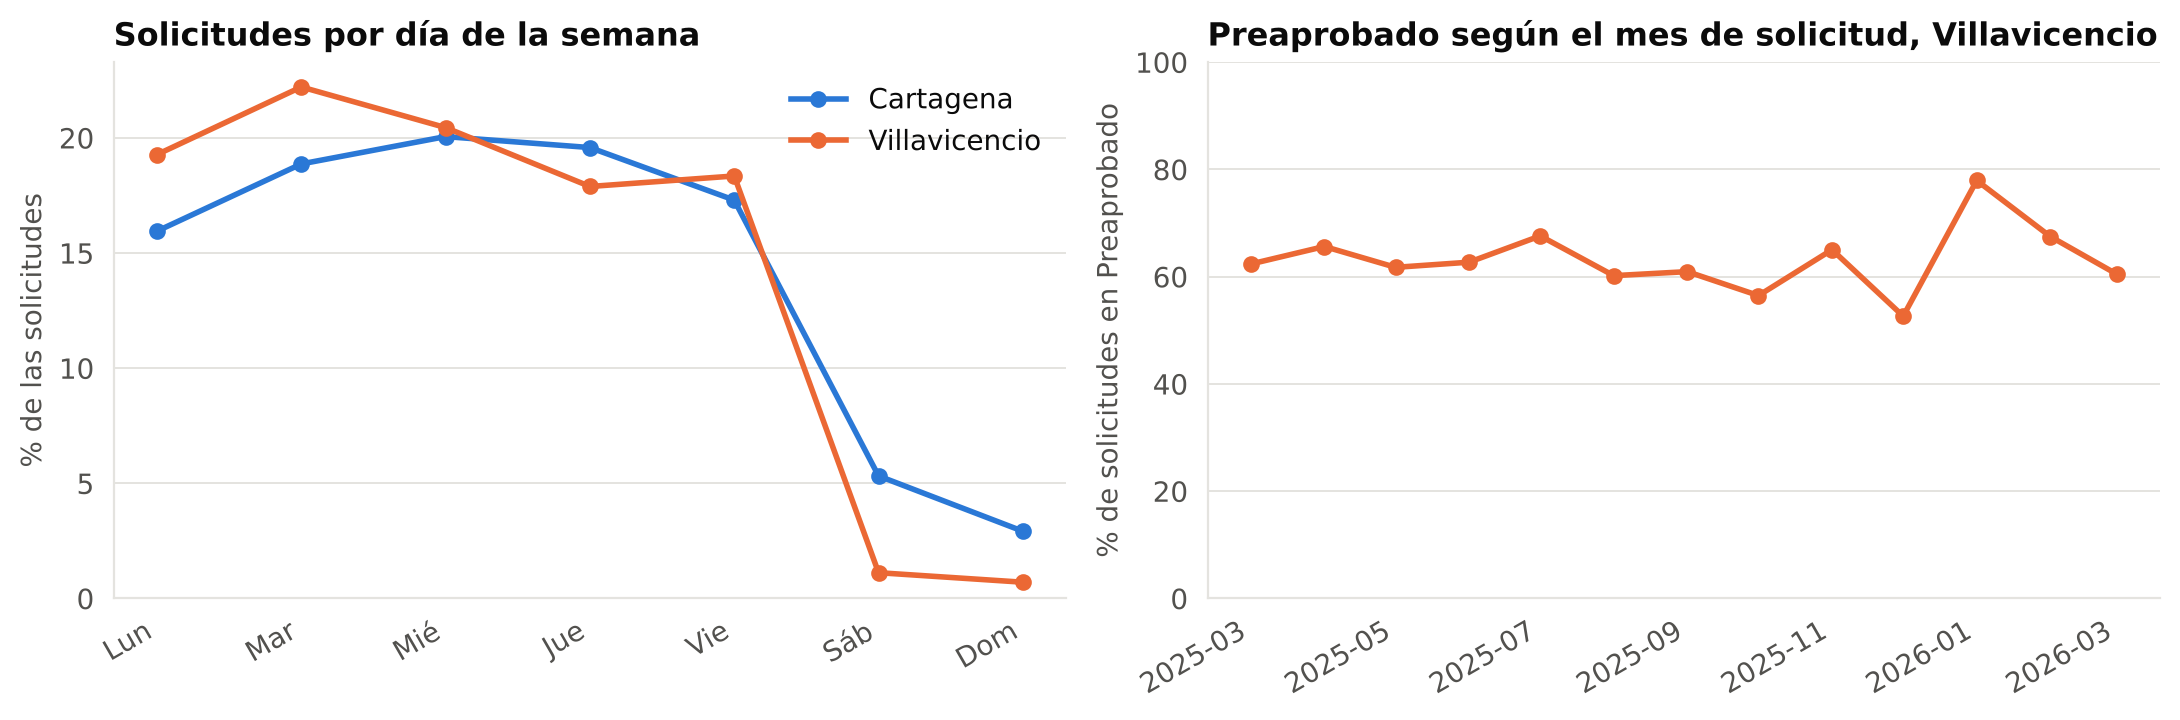 Solicitudes por día de la semana
% de las solicitudes
20
15
10
5
0
Lun
Mar
Mié
Jue
Vie
Sáb
Dom
Cartagena
Villavicencio
Preaprobado según el mes de solicitud, Villavicencio
% de solicitudes en Preaprobado
100
80
60
40
20
0
2025-03
2025-05
2025-07
2025-09
2025-11
2026-01
2026-03